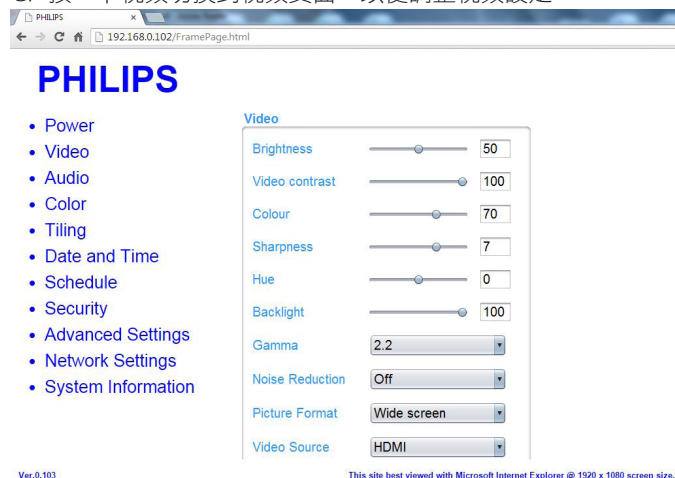 PHILIPS
192.168.0.102/FramePage.html
PHILIPS
• Power
• Video
• Audio
• Color
• Tiling
• Date and Time
• Schedule
• Security
• Advanced Settings
• Network Settings
• System Information
Video
Brightness 50
Video contrast 100
Colour 70
Sharpness 7
Hue 0
Backlight 100
Gamma 2.2
Noise Reduction Off
Picture Format Wide screen
Video Source HDMI
Ver.0.103
This site best viewed with Microsoft Internet Explorer @ 1920 x 1080 screen size.